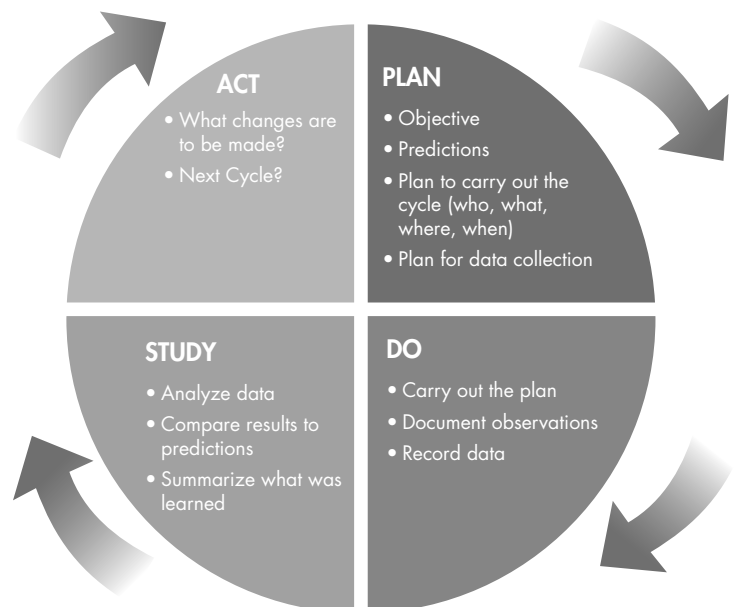 ACT
• What changes are
to be made?
• Next Cycle?
PLAN
• Objective
• Predictions
• Plan to carry out the
cycle (who, what,
where, when)
• Plan for data collection
STUDY
• Analyze data
• Compare results to
predictions
• Summarize what was
learned
DO
• Carry out the plan
• Document observations
• Record data